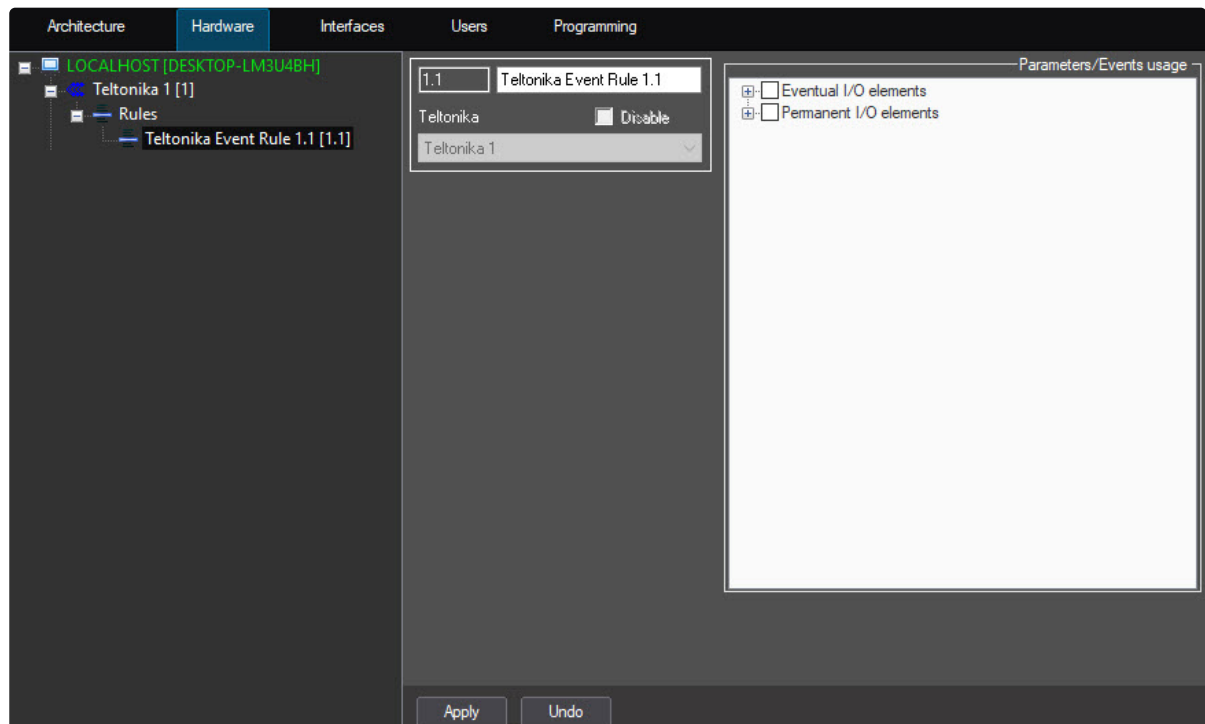 Architecture
Hardware
Interfaces
Users
Programming
LOCALHOST [DESKTOP-LM3U4BH]
Teltonika 1 [1]
Rules
Teltonika Event Rule 1.1 [1.1]
1.1
Teltonika Event Rule 1.1
Teltonika
Disable
Teltonika 1
Parameters/Events usage
Eventual I/O elements
Permanent I/O elements
Apply
Undo